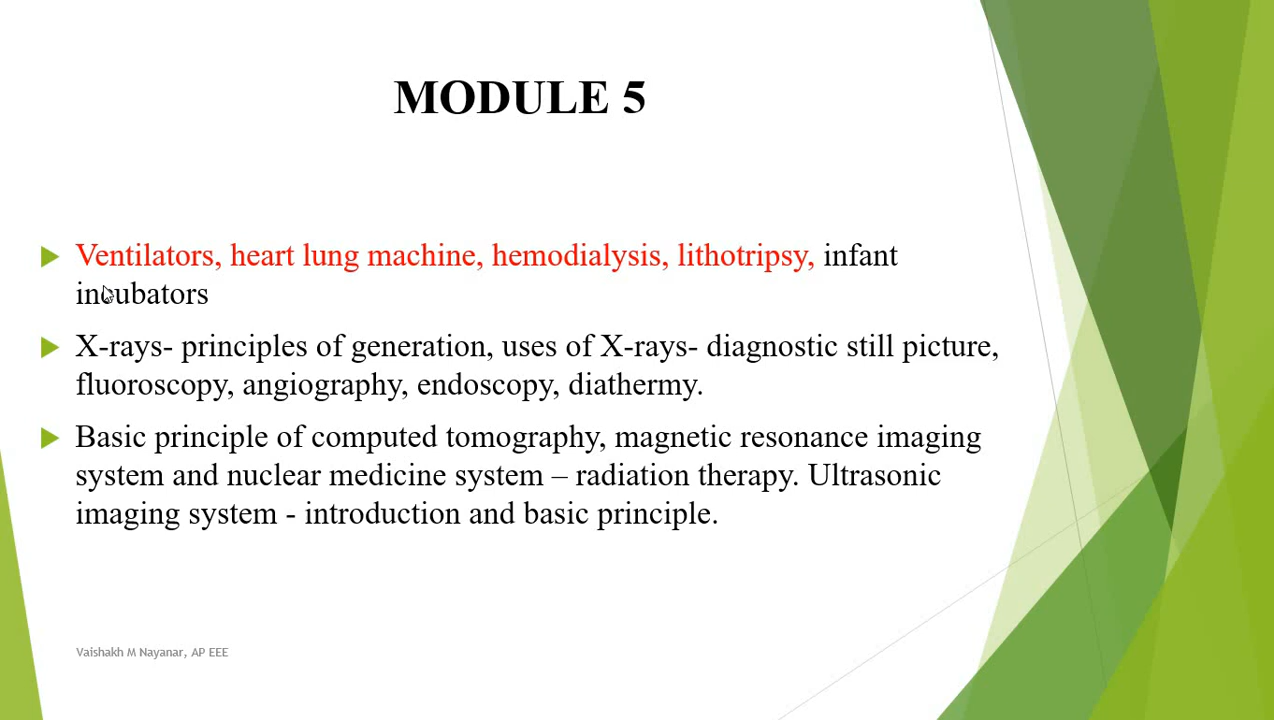 MODULE 5
Ventilators, heart lung machine, hemodialysis, lithotripsy, infant
incubators
X-rays- principles of generation, uses of X-rays- diagnostic still picture,
fluoroscopy, angiography, endoscopy, diathermy.
Basic principle of computed tomography, magnetic resonance imaging
system and nuclear medicine system – radiation therapy. Ultrasonic
imaging system - introduction and basic principle.
Vaishakh M Nayanar, AP EEE